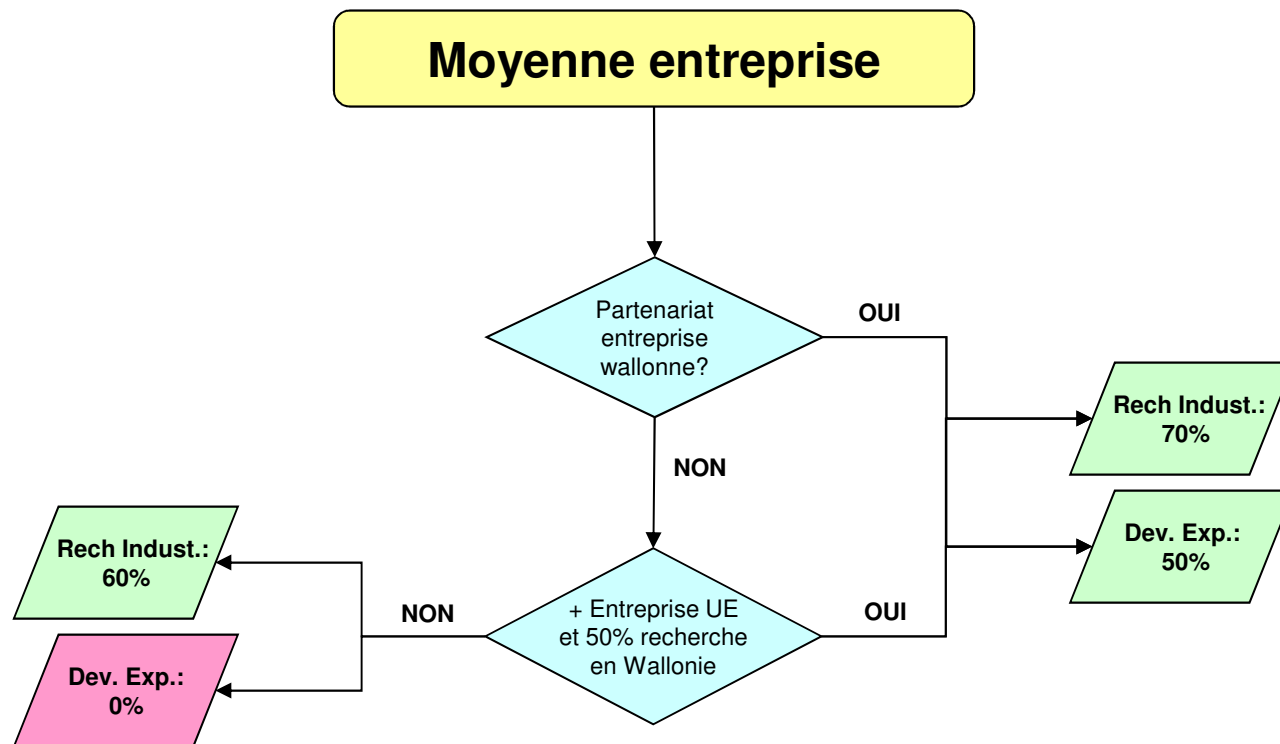 Moyenne entreprise
Partenariat
entreprise
wallonne?
OUI
Rech Indust.:
70%
NON
Dev. Exp.:
50%
Rech Indust.:
60%
NON
+ Entreprise UE
et 50% recherche
en Wallonie
OUI
Dev. Exp.:
0%